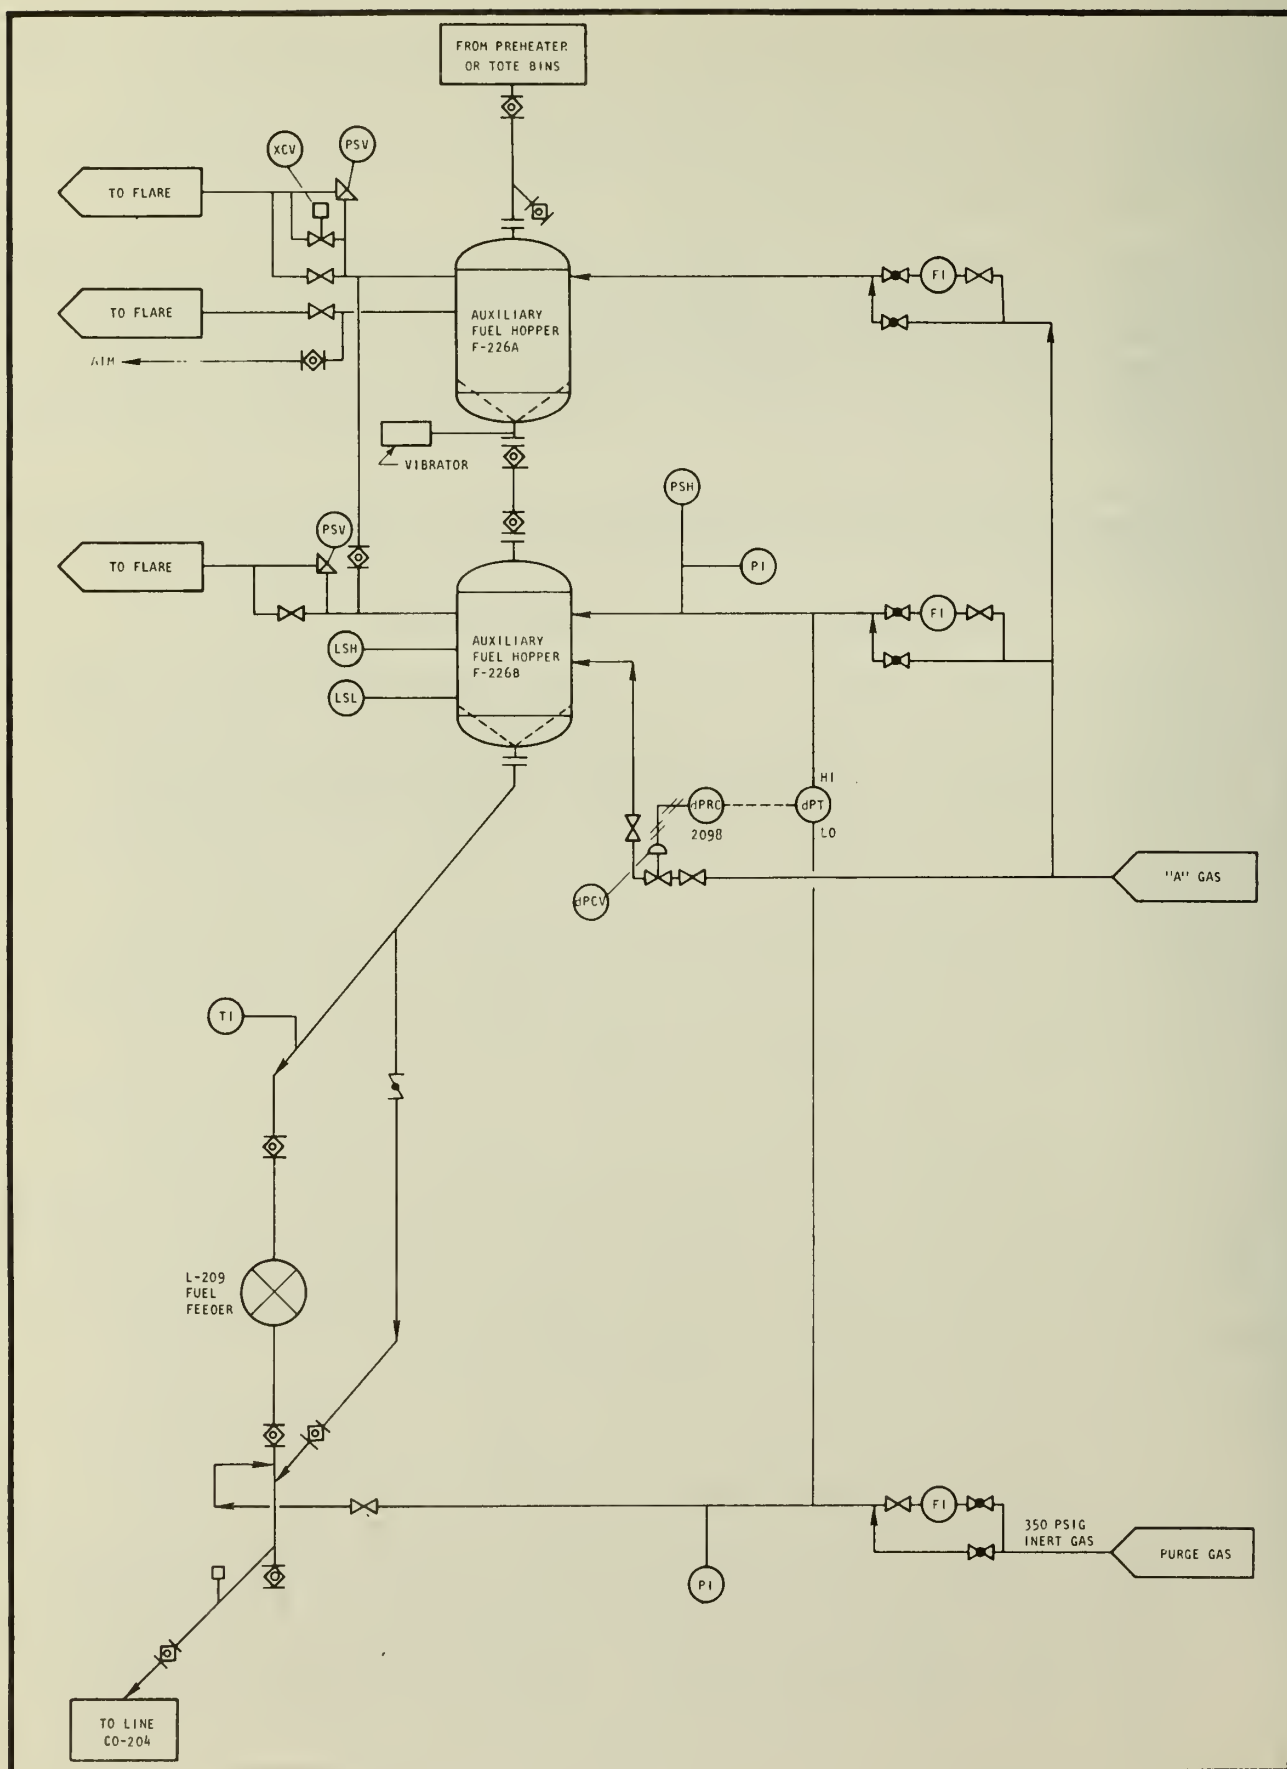 FROM PREHEATER
OR TOTE BINS
XCV
PSV
TO FLARE
FI
TO FLARE
AUXILIARY
FUEL HOPPER
F-226A
ATM
VIBRATOR
PSH
PSV
PI
TO FLARE
FI
AUXILIARY
FUEL HOPPER
F-226B
LSH
LSL
HI
dPRC
dPT
2098
LO
"A" GAS
dPCV
TI
L-209
FUEL
FEEDER
FI
350 PSIG
INERT GAS
PURGE GAS
PI
TO LINE
CO-204